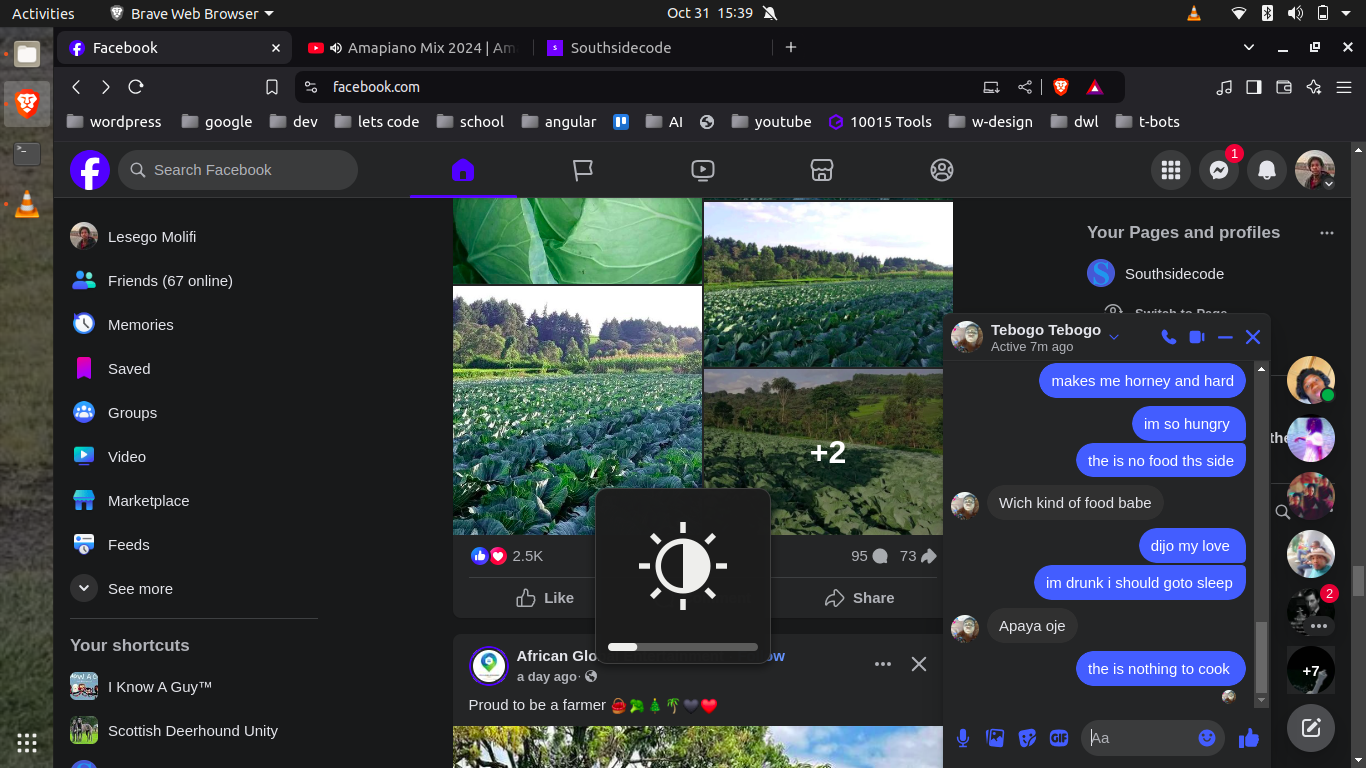 Activities
Brave Web Browser
Oct 31 15:39
Facebook
Amapiano Mix 2024 | Am
Southsidecode
facebook.com
wordpress
google
dev
lets code
school
angular
AI
youtube
10015 Tools
w-design
dwl
t-bots
Search Facebook
1
Lesego Molifi
Friends (67 online)
Memories
Saved
Groups
Video
Marketplace
Feeds
See more
Your shortcuts
I Know A Guy™
Scottish Deerhound Unity
+2
2.5K
95
73
Like
Share
African Glo
ow
a day ago ·
Proud to be a farmer
Your Pages and profiles
Southsidecode
Switch to Page
Tebogo Tebogo
Active 7m ago
makes me horney and hard
im so hungry
the is no food ths side
Wich kind of food babe
dijo my love
im drunk i should goto sleep
Apaya oje
the is nothing to cook
GIF
Aa
the
2
+7